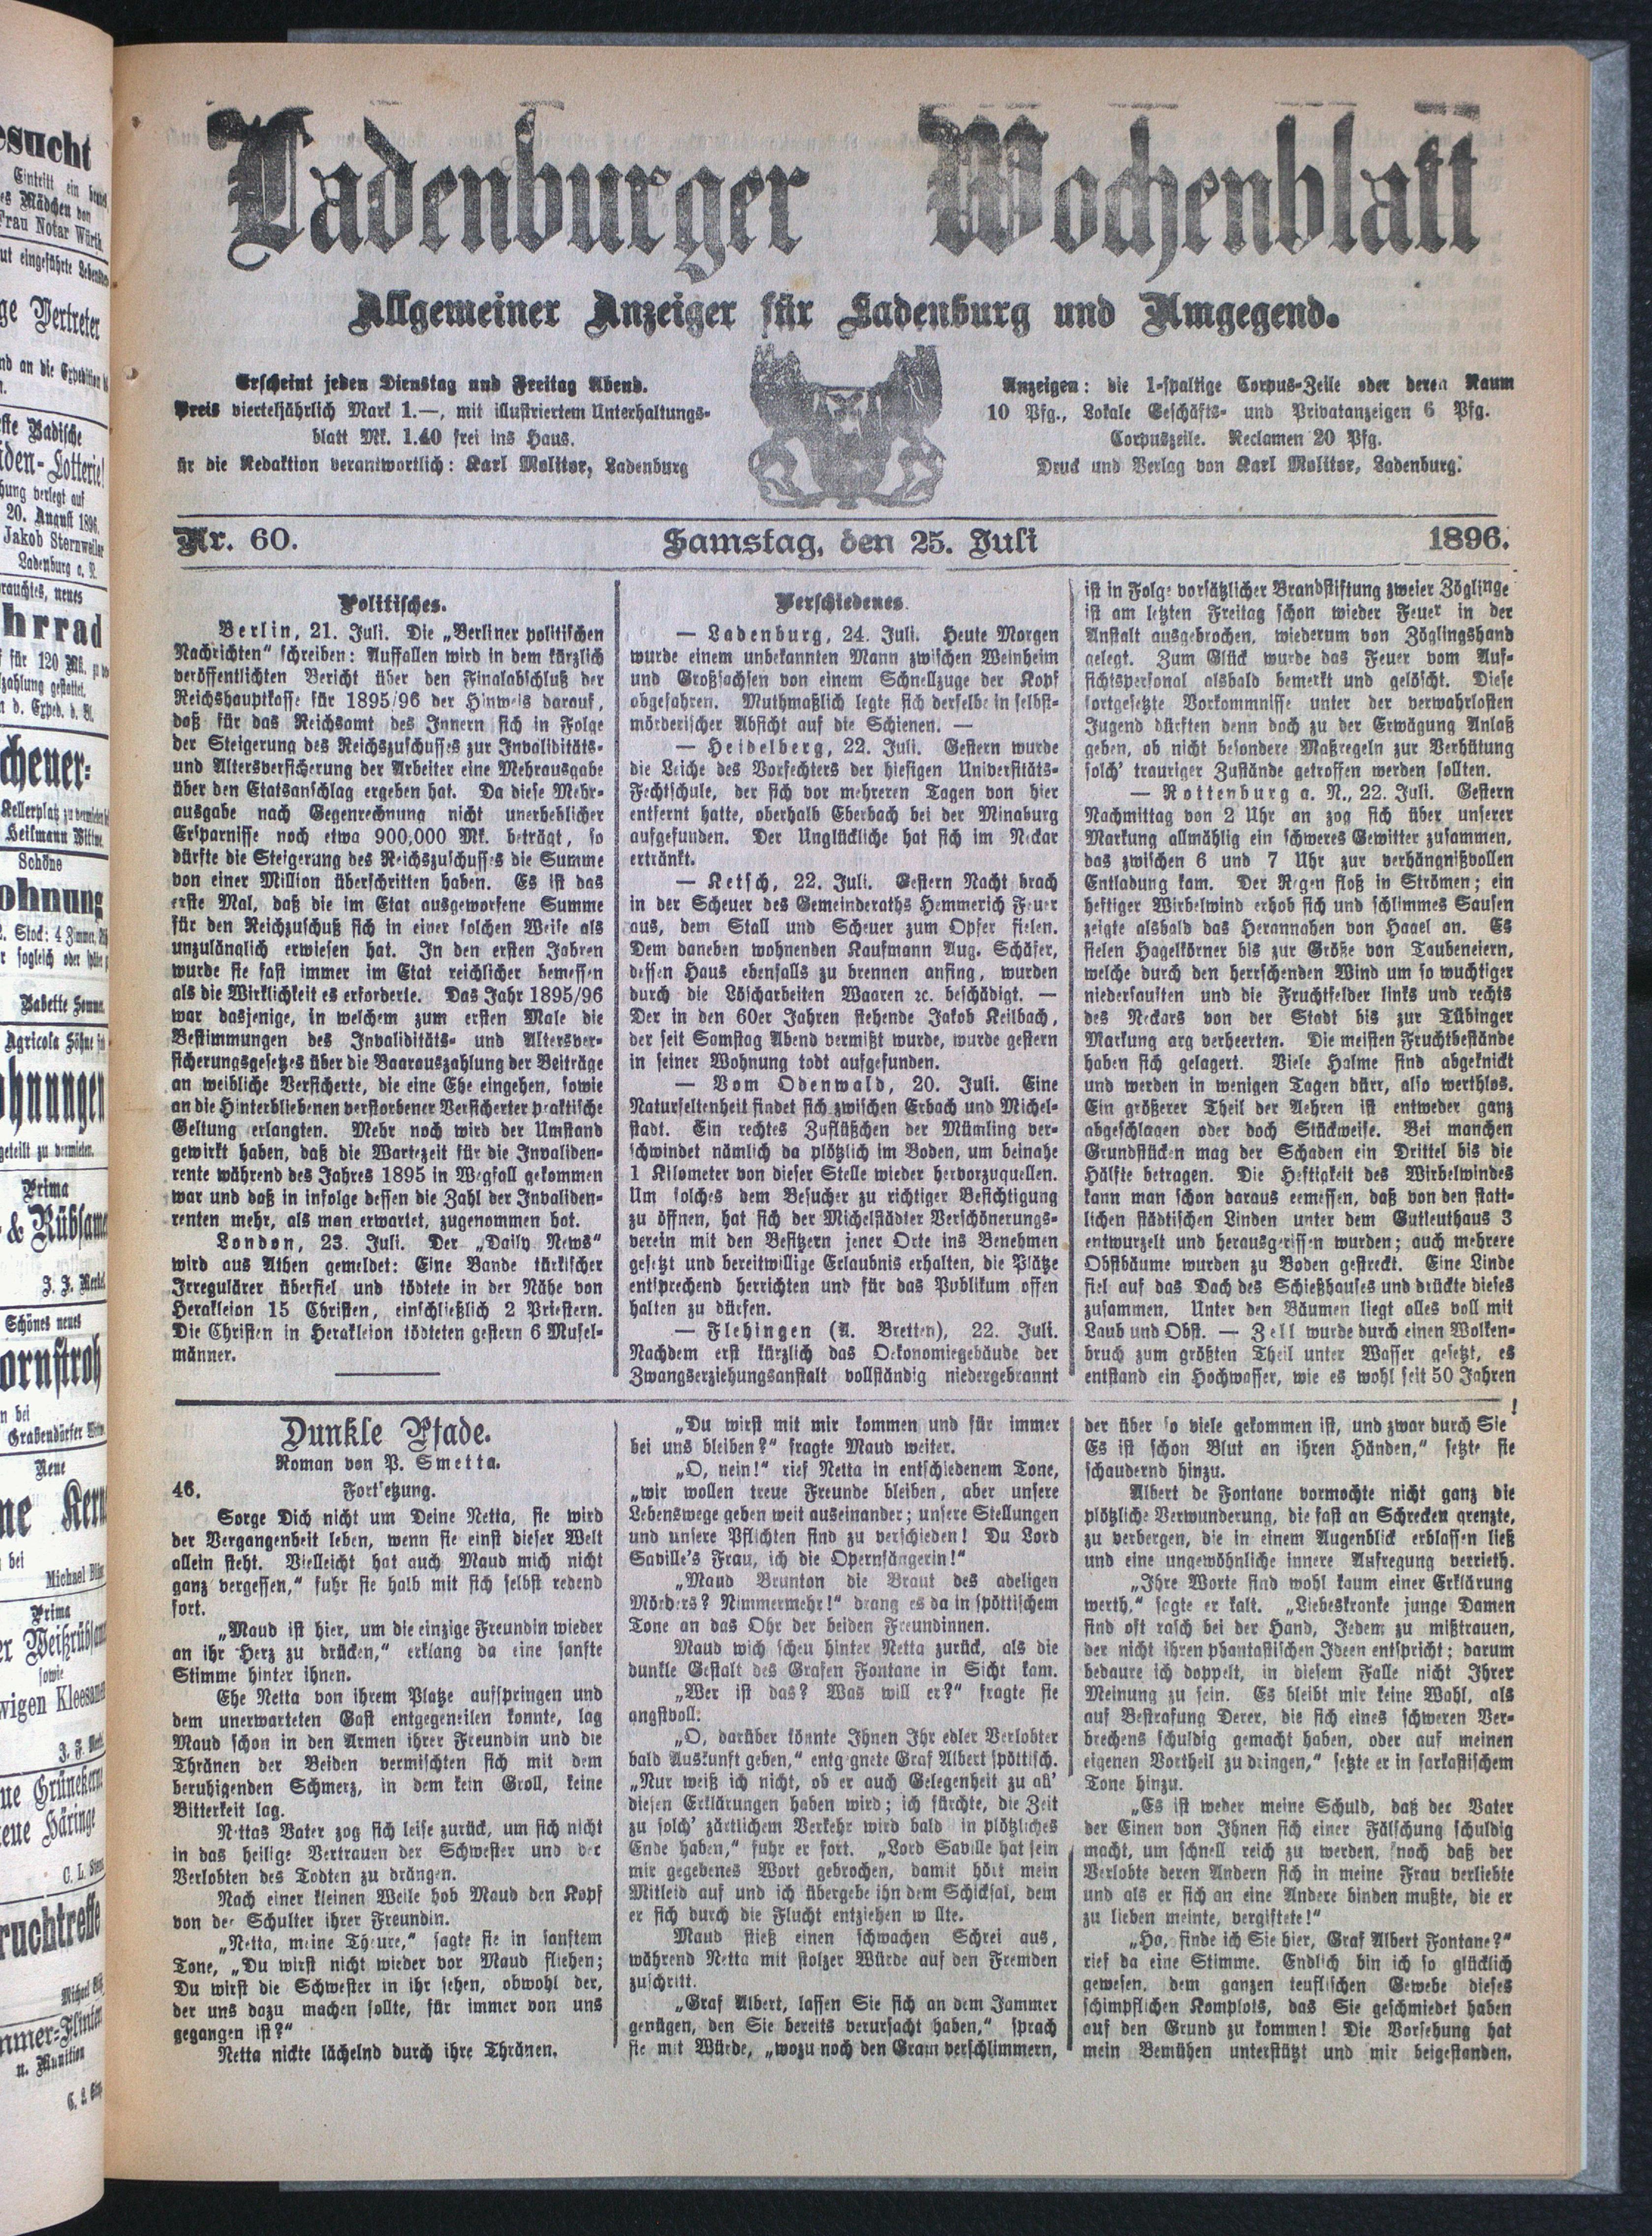 Ladenburger Wochenblatt
Allgemeiner Anzeiger für Ladenburg und Umgegend.
Erscheint jeden Dienstag und Freitag Abend.
Preis vierteljährlich Mark 1.—, mit illustriertem Unterhaltungs-
blatt Mk. 1.40 frei ins Haus.
ür die Redaktion verantwortlich: Karl Molitor, Ladenburg
Anzeigen: die 1-spaltige Corpus-Zeile oder deren Raum
10 Pfg., Lokale Geschäfts- und Privatanzeigen 6 Pfg.
Corpuszeile. Reclamen 20 Pfg.
Druck und Verlag von Karl Molitor, Ladenburg.
Nr. 60.
Samstag, den 25. Juli
1896.
Politisches.
Berlin, 21. Juli. Die „Berliner politischen
Nachrichten“ schreiben: Auffallen wird in dem kürzlich
veröffentlichten Bericht über den Finalabschluß der
Reichshauptkasse für 1895/96 der Hinweis darauf,
daß für das Reichsamt des Innern sich in Folge
der Steigerung des Reichszuschusses zur Invaliditäts-
und Altersversicherung der Arbeiter eine Mehrausgabe
über den Etatsanschlag ergeben hat. Da diese Mehr-
ausgabe nach Gegenrechnung nicht unerheblicher
Ersparnisse noch etwa 900,000 Mk. beträgt, so
dürfte die Steigerung des Reichszuschusses die Summe
von einer Million überschritten haben. Es ist das
erste Mal, daß die im Etat ausgeworfene Summe
für den Reichzuschuß sich in einer solchen Weise als
unzulänglich erwiesen hat. In den ersten Jahren
wurde sie fast immer im Etat reichlicher bemessen
als die Wirklichkeit es erforderte. Das Jahr 1895/96
war dasjenige, in welchem zum ersten Male die
Bestimmungen des Invaliditäts- und Altersver-
sicherungsgesetzes über die Baarauszahlung der Beiträge
an weibliche Versicherte, die eine Ehe eingehen, sowie
an die Hinterbliebenen verstorbener Versicherter praktische
Geltung erlangten. Mehr noch wird der Umstand
gewirkt haben, daß die Wartezeit für die Invaliden-
rente während des Jahres 1895 in Wegfall gekommen
war und daß in infolge dessen die Zahl der Invaliden-
renten mehr, als man erwartet, zugenommen hat.
London, 23. Juli. Der „Daily News“
wird aus Athen gemeldet: Eine Bande türkischer
Irregulärer überfiel und tödtete in der Nähe von
Herakleion 15 Christen, einschließlich 2 Priestern.
Die Christen in Herakleion tödteten gestern 6 Musel-
männer.
Verschiedenes.
— Ladenburg, 24. Juli. Heute Morgen
wurde einem unbekannten Mann zwischen Weinheim
und Großsachsen von einem Schnellzuge der Kopf
abgefahren. Muthmaßlich legte sich derselbe in selbst-
mörderischer Absicht auf die Schienen. —
— Heidelberg, 22. Juli. Gestern wurde
die Leiche des Vorfechters der hiesigen Universitäts-
Fechtschule, der sich vor mehreren Tagen von hier
entfernt hatte, oberhalb Eberbach bei der Minaburg
aufgefunden. Der Unglückliche hat sich im Neckar
ertränkt.
— Ketsch, 22. Juli. Gestern Nacht brach
in der Scheuer des Gemeinderaths Hemmerich Feuer
aus, dem Stall und Scheuer zum Opfer fielen.
Dem daneben wohnenden Kaufmann Aug. Schäfer,
dessen Haus ebenfalls zu brennen anfing, wurden
durch die Löscharbeiten Waaren ꝛc. beschädigt. —
Der in den 60er Jahren stehende Jakob Keilbach,
der seit Samstag Abend vermißt wurde, wurde gestern
in seiner Wohnung todt aufgefunden.
— Vom Odenwald, 20. Juli. Eine
Naturseltenheit findet sich zwischen Erbach und Michel-
stadt. Ein rechtes Zuflüßchen der Mümling ver-
schwindet nämlich da plötzlich im Boden, um beinahe
1 Kilometer von dieser Stelle wieder hervorzuquellen.
Um solches dem Besucher zu richtiger Besichtigung
zu öffnen, hat sich der Michelstädter Verschönerungs-
verein mit den Besitzern jener Orte ins Benehmen
gesetzt und bereitwillige Erlaubnis erhalten, die Plätze
entsprechend herrichten und für das Publikum offen
halten zu dürfen.
— Flehingen (A. Bretten), 22. Juli.
Nachdem erst kürzlich das Oekonomiegebäude der
Zwangserziehungsanstalt vollständig niedergebrannt
ist in Folge vorsätzlicher Brandstiftung zweier Zöglinge
ist am letzten Freitag schon wieder Feuer in der
Anstalt ausgebrochen, wiederum von Zöglingshand
gelegt. Zum Glück wurde das Feuer vom Auf-
sichtspersonal alsbald bemerkt und gelöscht. Diese
fortgesetzte Vorkommnisse unter der verwahrlosten
Jugend dürften denn doch zu der Erwägung Anlaß
geben, ob nicht besondere Maßregeln zur Verhütung
solch' trauriger Zustände getroffen werden sollten.
— Rottenburg a. N., 22. Juli. Gestern
Nachmittag von 2 Uhr an zog sich über unserer
Markung allmählig ein schweres Gewitter zusammen,
das zwischen 6 und 7 Uhr zur verhängnißvollen
Entladung kam. Der Regen floß in Strömen; ein
heftiger Wirbelwind erhob sich und schlimmes Sausen
zeigte alsbald das Herannahen von Hagel an. Es
fielen Hagelkörner bis zur Größe von Taubeneiern,
welche durch den herrschenden Wind um so wuchtiger
niedersausten und die Fruchtfelder links und rechts
des Neckars von der Stadt bis zur Tübinger
Markung arg verheerten. Die meisten Fruchtbestände
haben sich gelagert. Viele Halme sind abgeknickt
und werden in wenigen Tagen dürr, also werthlos.
Ein größerer Theil der Aehren ist entweder ganz
abgeschlagen oder doch Stückweise. Bei manchen
Grundstücken mag der Schaden ein Drittel bis die
Hälfte betragen. Die Heftigkeit des Wirbelwindes
kann man schon daraus eemessen, daß von den statt-
lichen städtischen Linden unter dem Gutleuthaus 3
entwurzelt und herausgerissen wurden; auch mehrere
Obstbäume wurden zu Boden gestreckt. Eine Linde
fiel auf das Dach des Schießhauses und drückte dieses
zusammen. Unter den Bäumen liegt alles voll mit
Laub und Obst. — Zell wurde durch einen Wolken-
bruch zum größten Theil unter Wasser gesetzt, es
entstand ein Hochwasser, wie es wohl seit 50 Jahren
Dunkle Pfade.
Roman von P. Smetta.
46. Fortsetzung.
Sorge Dich nicht um Deine Netta, sie wird
der Vergangenheit leben, wenn sie einst dieser Welt
allein steht. Vielleicht hat auch Maud mich nicht
ganz vergessen,“ fuhr sie halb mit sich selbst redend
fort.
„Maud ist hier, um die einzige Freundin wieder
an ihr Herz zu drücken,“ erklang da eine sanfte
Stimme hinter ihnen.
Ehe Netta von ihrem Platze aufspringen und
dem unerwarteten Gast entgegeneilen konnte, lag
Maud schon in den Armen ihrer Freundin und die
Thränen der Beiden vermischten sich mit dem
beruhigenden Schmerz, in dem kein Groll, keine
Bitterkeit lag.
Nettas Vater zog sich leise zurück, um sich nicht
in das heilige Vertrauen der Schwester und der
Verlobten des Todten zu drängen.
Nach einer kleinen Weile hob Maud den Kopf
von der Schulter ihrer Freundin.
„Netta, meine Theure,“ sagte sie in sanftem
Tone, „Du wirst nicht wieder vor Maud fliehen;
Du wirst die Schwester in ihr sehen, obwohl der,
der uns dazu machen sollte, für immer von uns
gegangen ist?“
Netta nickte lächelnd durch ihre Thränen.
„Du wirst mit mir kommen und für immer
bei uns bleiben?“ fragte Maud weiter.
„O, nein!“ rief Netta in entschiedenem Tone,
„wir wollen treue Freunde bleiben, aber unsere
Lebenswege gehen weit auseinander; unsere Stellungen
und unsere Pflichten sind zu verschieden! Du Lord
Saville's Frau, ich die Opernsängerin!“
„Maud Brunton die Braut des adeligen
Mörders? Nimmermehr!“ drang es da in spöttischem
Tone an das Ohr der beiden Freundinnen.
Maud wich scheu hinter Netta zurück, als die
dunkle Gestalt des Grafen Fontane in Sicht kam.
„Wer ist das? Was will er?“ fragte sie
angstvoll:
„O, darüber könnte Ihnen Ihr edler Verlobter
bald Auskunft geben,“ entgegnete Graf Albert spöttisch.
„Nur weiß ich nicht, ob er auch Gelegenheit zu all'
diesen Erklärungen haben wird; ich fürchte, die Zeit
zu solch' zärtlichem Verkehr wird bald in plötzliches
Ende haben,“ fuhr er fort. „Lord Saville hat sein
mir gegebenes Wort gebrochen, damit hört mein
Mitleid auf und ich übergebe ihn dem Schicksal, dem
er sich durch die Flucht entziehen wllte.
Maud stieß einen schwachen Schrei aus,
während Netta mit stolzer Würde auf den Fremden
zuschritt.
„Graf Albert, lassen Sie sich an dem Jammer
genügen, den Sie bereits verursacht haben,“ sprach
sie mit Würde, „wozu noch den Gram verschlimmern,
der über so viele gekommen ist, und zwar durch Sie!
Es ist schon Blut an ihren Händen,“ setzte sie
schaudernd hinzu.
Albert de Fontane vormochte nicht ganz die
plötzliche Verwunderung, die fast an Schrecken grenzte,
zu verbergen, die in einem Augenblick erblassen ließ
und eine ungewöhnliche innere Aufregung verrieth.
„Ihre Worte sind wohl kaum einer Erklärung
werth,“ sagte er kalt. „Liebeskranke junge Damen
sind oft rasch bei der Hand, Jedem zu mißtrauen,
der nicht ihren phantastischen Ideen entspricht; darum
bedaure ich doppelt, in diesem Falle nicht Ihrer
Meinung zu sein. Es bleibt mir keine Wahl, als
auf Bestrafung Derer, die sich eines schweren Ver-
brechens schuldig gemacht haben, oder auf meinen
eigenen Vortheil zu dringen,“ setzte er in sarkastischem
Tone hinzu.
„Es ist weder meine Schuld, daß der Vater
der Einen von Ihnen sich einer Fälschung schuldig
macht, um schnell reich zu werden, noch daß der
Verlobte deren Andern sich in meine Frau verliebte
und als er sich an eine Andere binden mußte, die er
zu lieben meinte, vergiftete!“
„Ha, finde ich Sie hier, Graf Albert Fontane?“
rief da eine Stimme. Endlich bin ich so glücklich
gewesen, dem ganzen teuflischen Gewebe dieses
schimpflichen Komplots, das Sie geschmiedet haben
auf den Grund zu kommen! Die Vorsehung hat
mein Bemühen unterstützt und mir beigestanden.